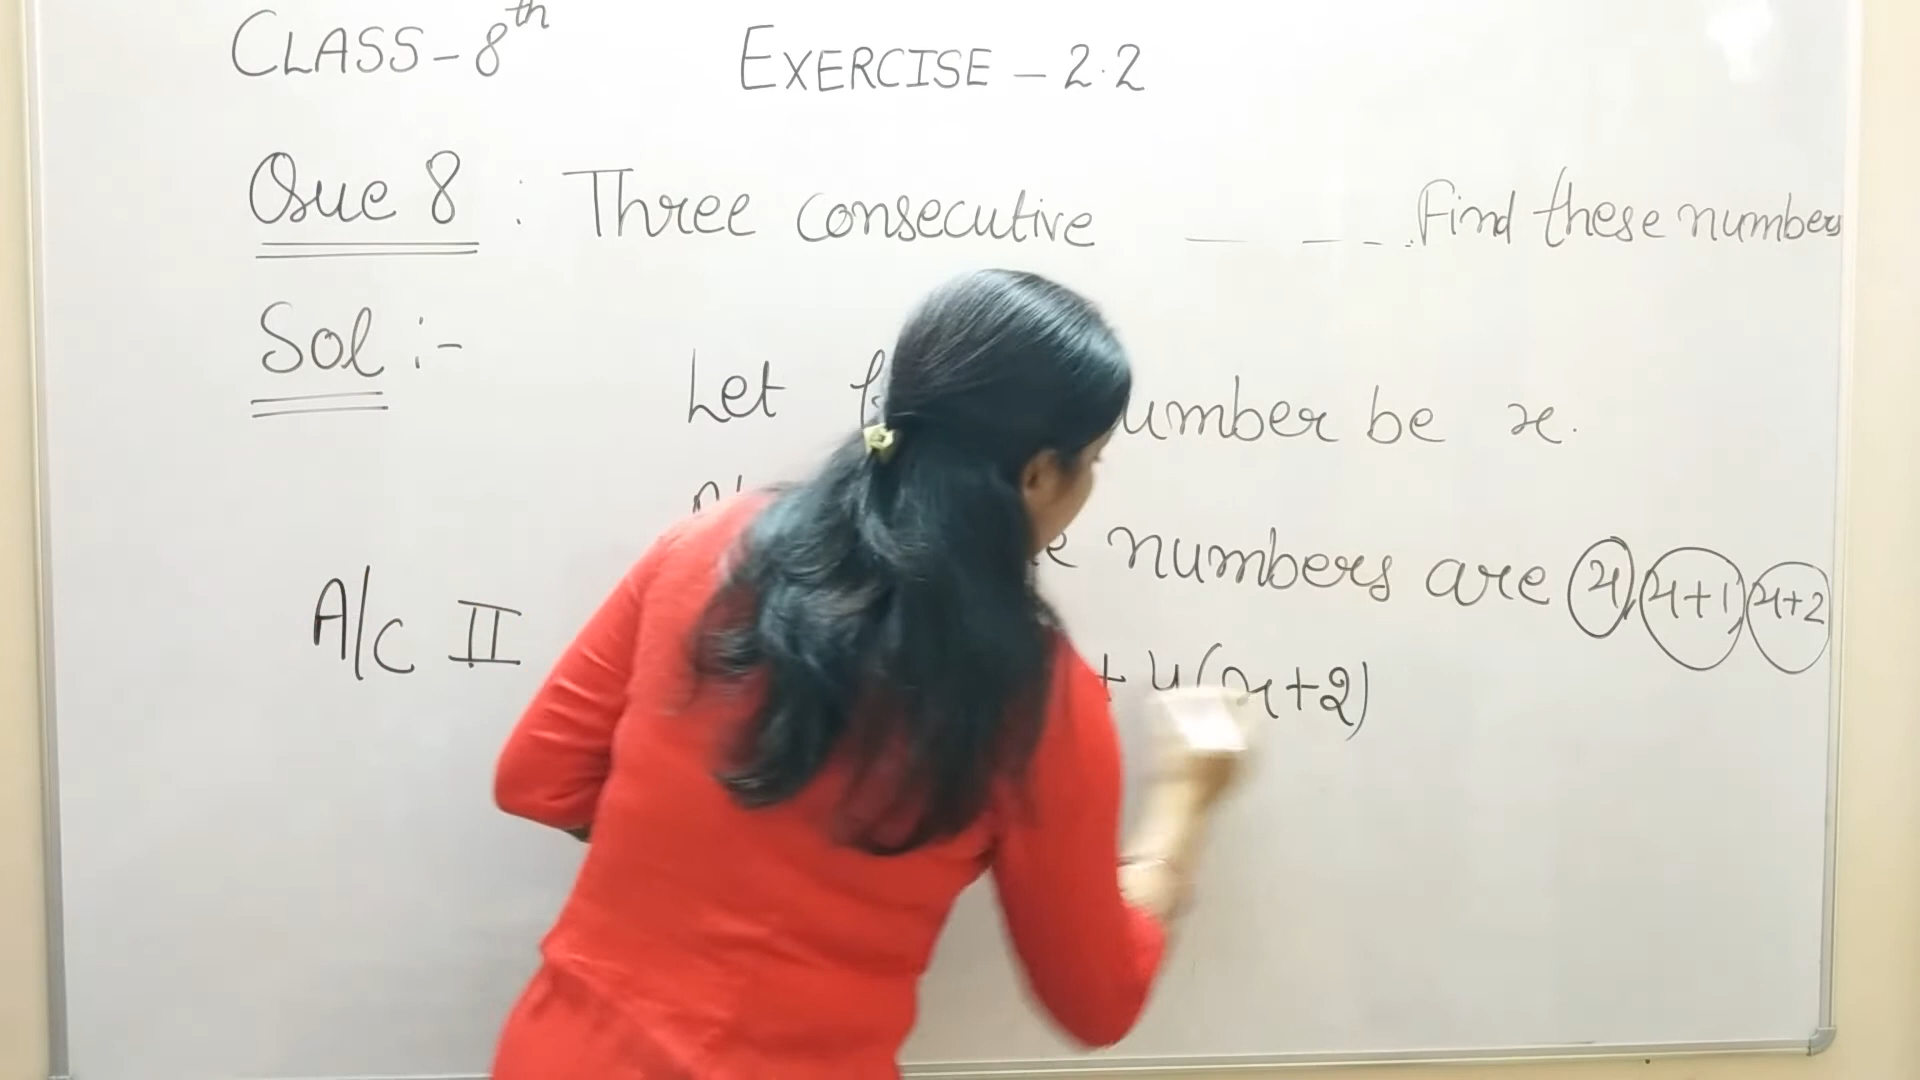 CLASS - 8th
EXERCISE - 2.2
Que 8 : Three consecutive _ _ _ . Find these numbers
Sol :-
Let umber be x.
numbers are x, x+1, x+2
A/c II + 4(x+2)